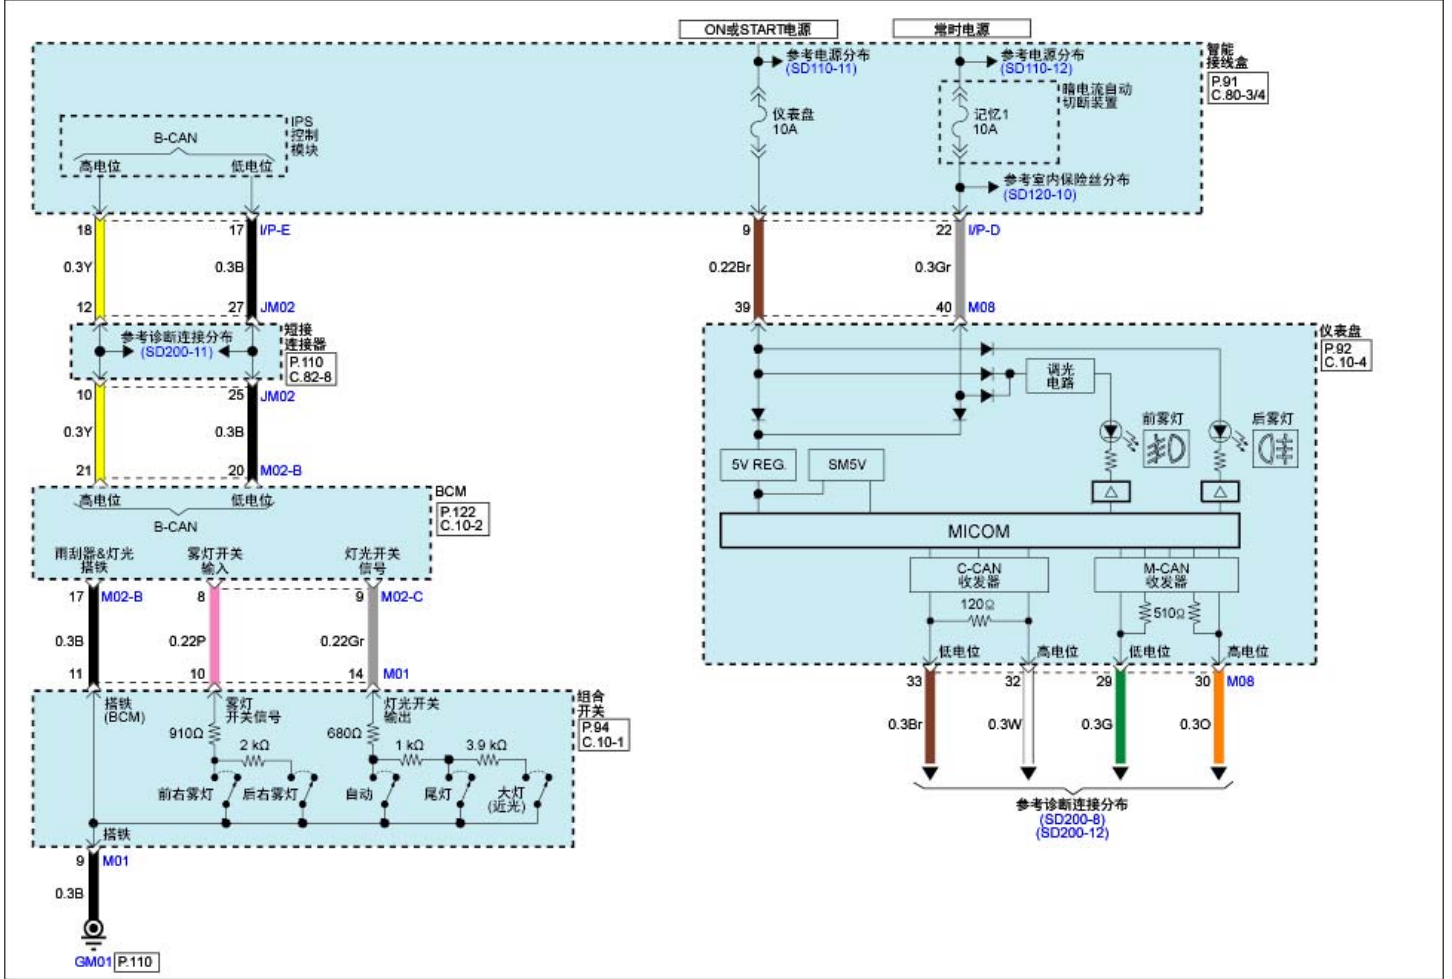 ON或START电源
常时电源
参考电源分布
(SD110-11)
参考电源分布
(SD110-12)
智能
接线盒
P.91
C.80-3/4
暗电流自动
切断装置
仪表盘
10A
记忆1
10A
IPS
控制
模块
B-CAN
高电位
低电位
参考室内保险丝分布
(SD120-10)
18
17
I/P-E
9
22
I/P-D
0.3Y
0.3B
0.22Br
0.3Gr
12
27
JM02
39
40
M08
短接
连接器
P.110
C.82-8
参考诊断连接分布
(SD200-11)
仪表盘
P.92
C.10-4
调光
电路
10
25
JM02
0.3Y
0.3B
前雾灯
后雾灯
21
20
M02-B
5V REG.
SM5V
高电位
低电位
B-CAN
BCM
P.122
C.10-2
MICOM
雨刮器&灯光
搭铁
雾灯开关
输入
灯光开关
信号
C-CAN
收发器
M-CAN
收发器
17
M02-B
8
9
M02-C
120Ω
510Ω
0.3B
0.22P
0.22Gr
低电位
高电位
低电位
高电位
11
10
14
M01
33
32
29
30
M08
搭铁
(BCM)
雾灯
开关信号
灯光开关
输出
组合
开关
P.94
C.10-1
910Ω
2 kΩ
680Ω
1 kΩ
3.9 kΩ
0.3Br
0.3W
0.3G
0.3O
前右雾灯
后右雾灯
自动
尾灯
大灯
(近光)
参考诊断连接分布
(SD200-8)
(SD200-12)
搭铁
9
M01
0.3B
GM01
P.110